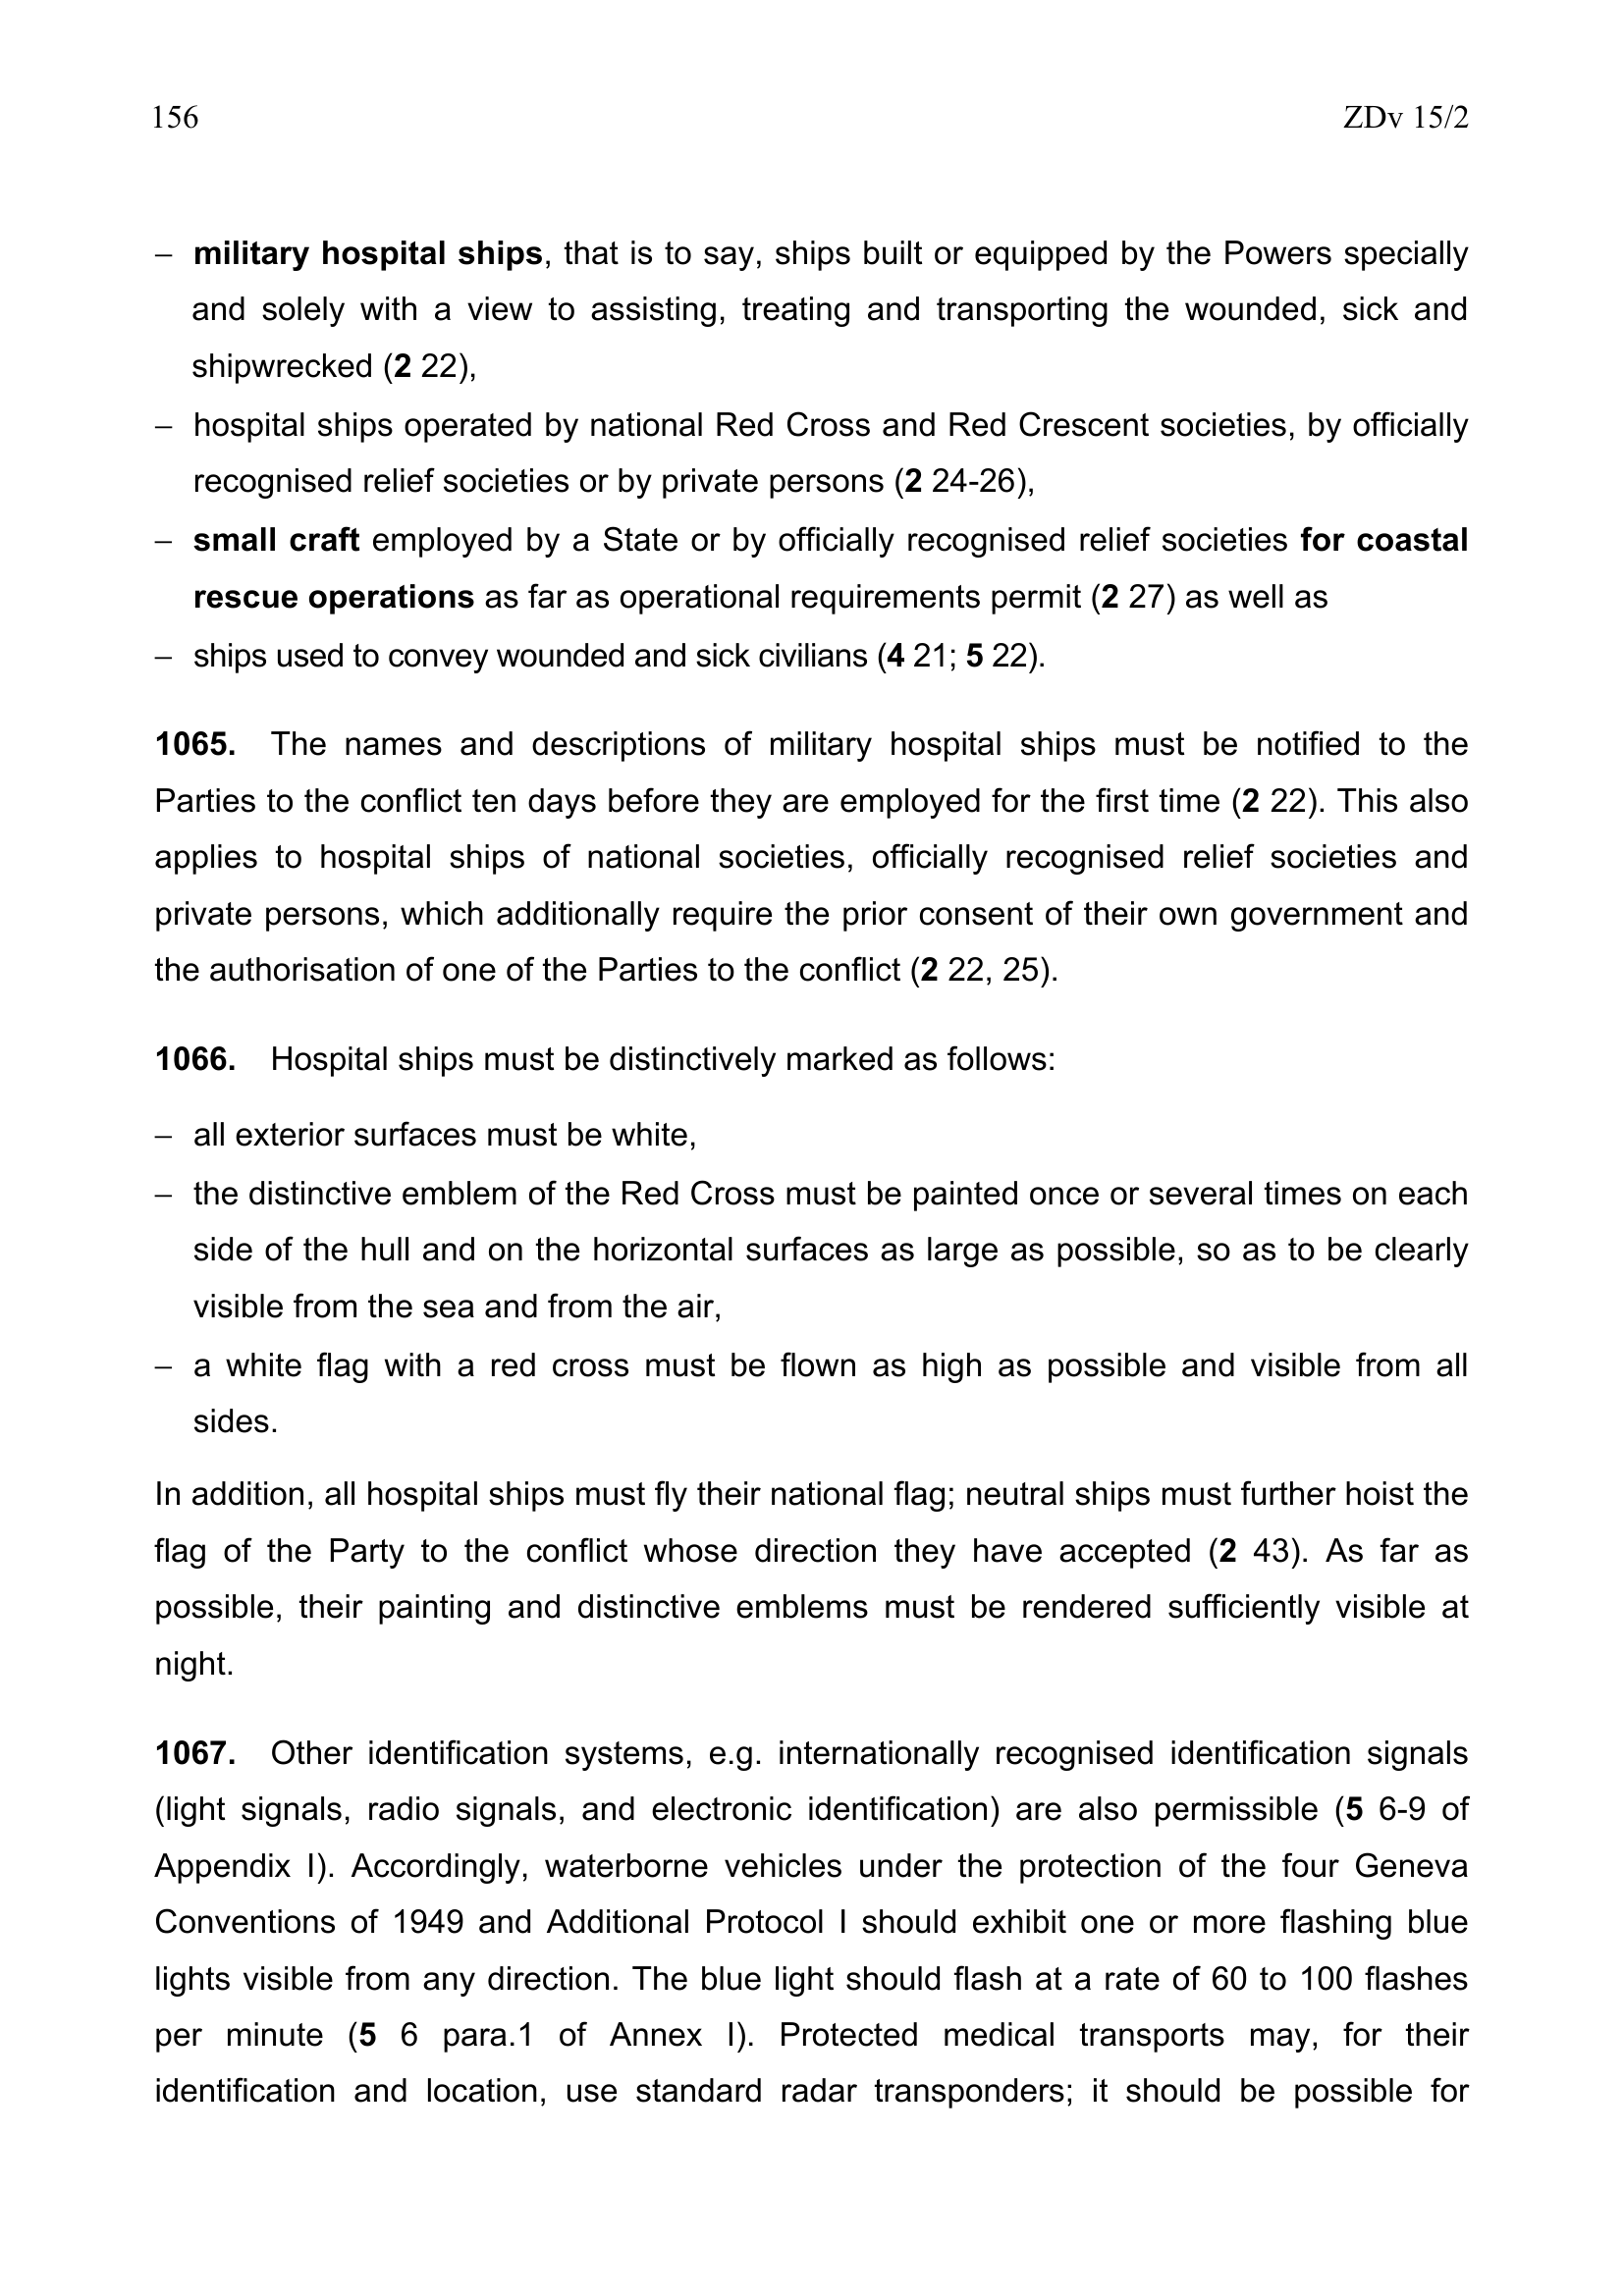 156 ZDv 15/2
– military hospital ships, that is to say, ships built or equipped by the Powers specially
and solely with a view to assisting, treating and transporting the wounded, sick and
shipwrecked (2 22),
– hospital ships operated by national Red Cross and Red Crescent societies, by officially
recognised relief societies or by private persons (2 24-26),
– small craft employed by a State or by officially recognised relief societies for coastal
rescue operations as far as operational requirements permit (2 27) as well as
– ships used to convey wounded and sick civilians (4 21; 5 22).
1065. The names and descriptions of military hospital ships must be notified to the
Parties to the conflict ten days before they are employed for the first time (2 22). This also
applies to hospital ships of national societies, officially recognised relief societies and
private persons, which additionally require the prior consent of their own government and
the authorisation of one of the Parties to the conflict (2 22, 25).
1066. Hospital ships must be distinctively marked as follows:
– all exterior surfaces must be white,
– the distinctive emblem of the Red Cross must be painted once or several times on each
side of the hull and on the horizontal surfaces as large as possible, so as to be clearly
visible from the sea and from the air,
– a white flag with a red cross must be flown as high as possible and visible from all
sides.
In addition, all hospital ships must fly their national flag; neutral ships must further hoist the
flag of the Party to the conflict whose direction they have accepted (2 43). As far as
possible, their painting and distinctive emblems must be rendered sufficiently visible at
night.
1067. Other identification systems, e.g. internationally recognised identification signals
(light signals, radio signals, and electronic identification) are also permissible (5 6-9 of
Appendix I). Accordingly, waterborne vehicles under the protection of the four Geneva
Conventions of 1949 and Additional Protocol I should exhibit one or more flashing blue
lights visible from any direction. The blue light should flash at a rate of 60 to 100 flashes
per minute (5 6 para.1 of Annex I). Protected medical transports may, for their
identification and location, use standard radar transponders; it should be possible for